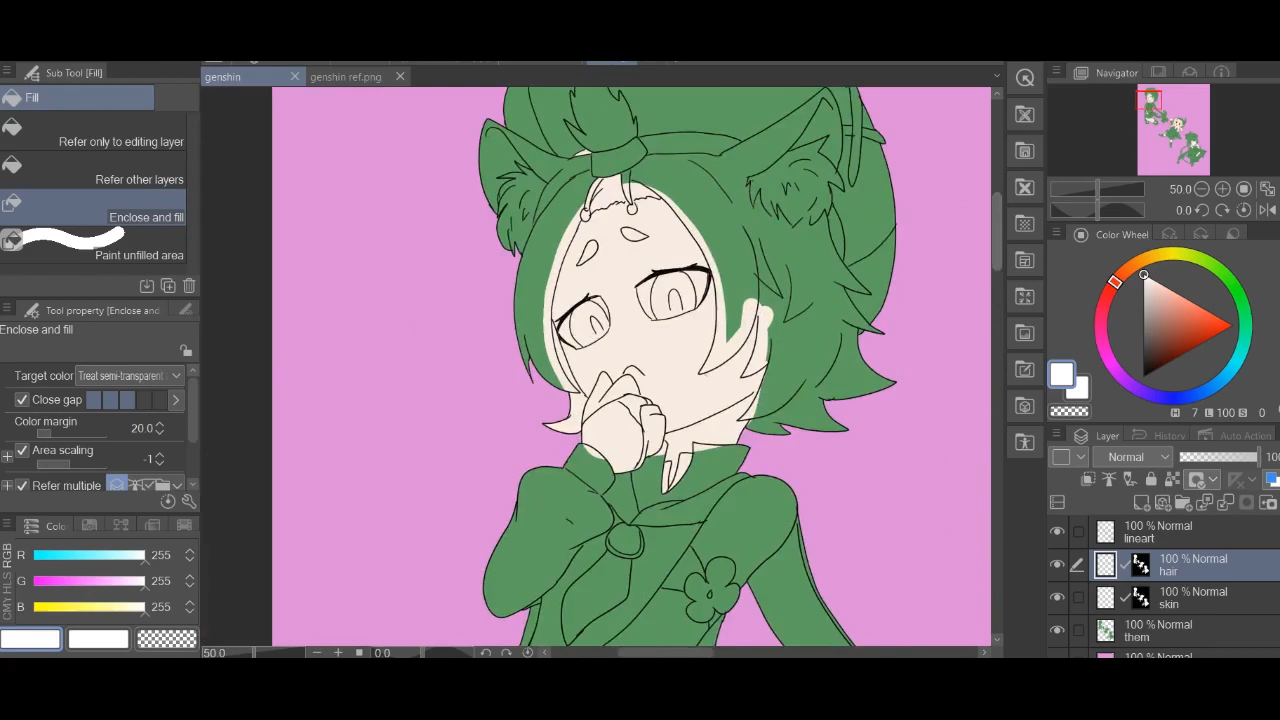 Sub Tool [Fill]
Fill
Refer only to editing layer
Refer other layers
Enclose and fill
Paint unfilled area
Tool property [Enclose and
Enclose and fill
Target color Treat semi-transparent
Close gap
Color margin
20.0
Area scaling
-1
Refer multiple
Color
RGB
HLS
CMY
R 255
G 255
B 255
genshin
genshin ref.png
50.0
0.0
Navigator
50.0
0.0
Color Wheel
H 7 L 100 S 0
Layer
History
Auto Action
Normal
100
100 % Normal
lineart
100 % Normal
hair
100 % Normal
skin
100 % Normal
them
100 % Normal